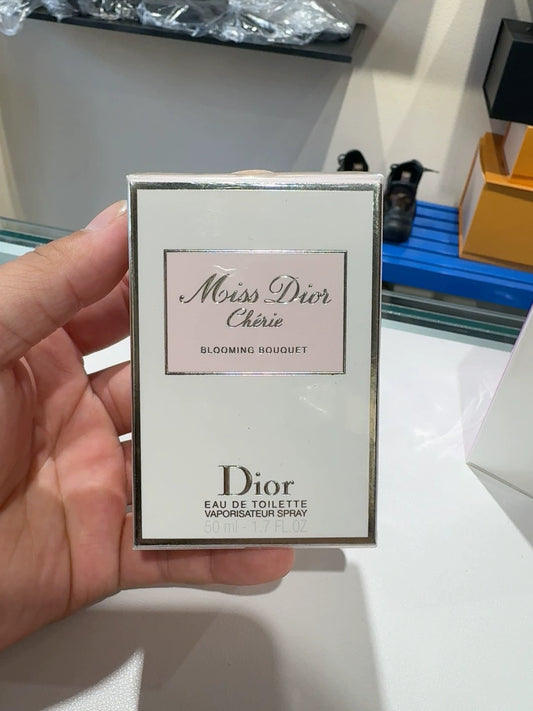 Miss Dior
Chérie
BLOOMING BOUQUET
Dior
EAU DE TOILETTE
VAPORISATEUR SPRAY
50 ml - 1.7 FL.OZ